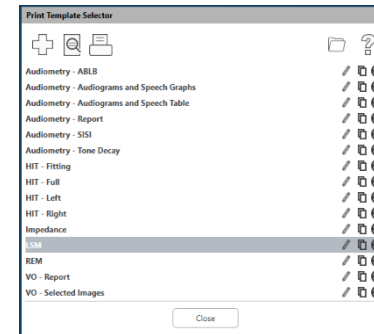 Print Template Selector
Audiometry - ABLB
Audiometry - Audiograms and Speech Graphs
Audiometry - Audiograms and Speech Table
Audiometry - Report
Audiometry - SISI
Audiometry - Tone Decay
HIT - Fitting
HIT - Full
HIT - Left
HIT - Right
Impedance
LSM
REM
VO - Report
VO - Selected Images
Close